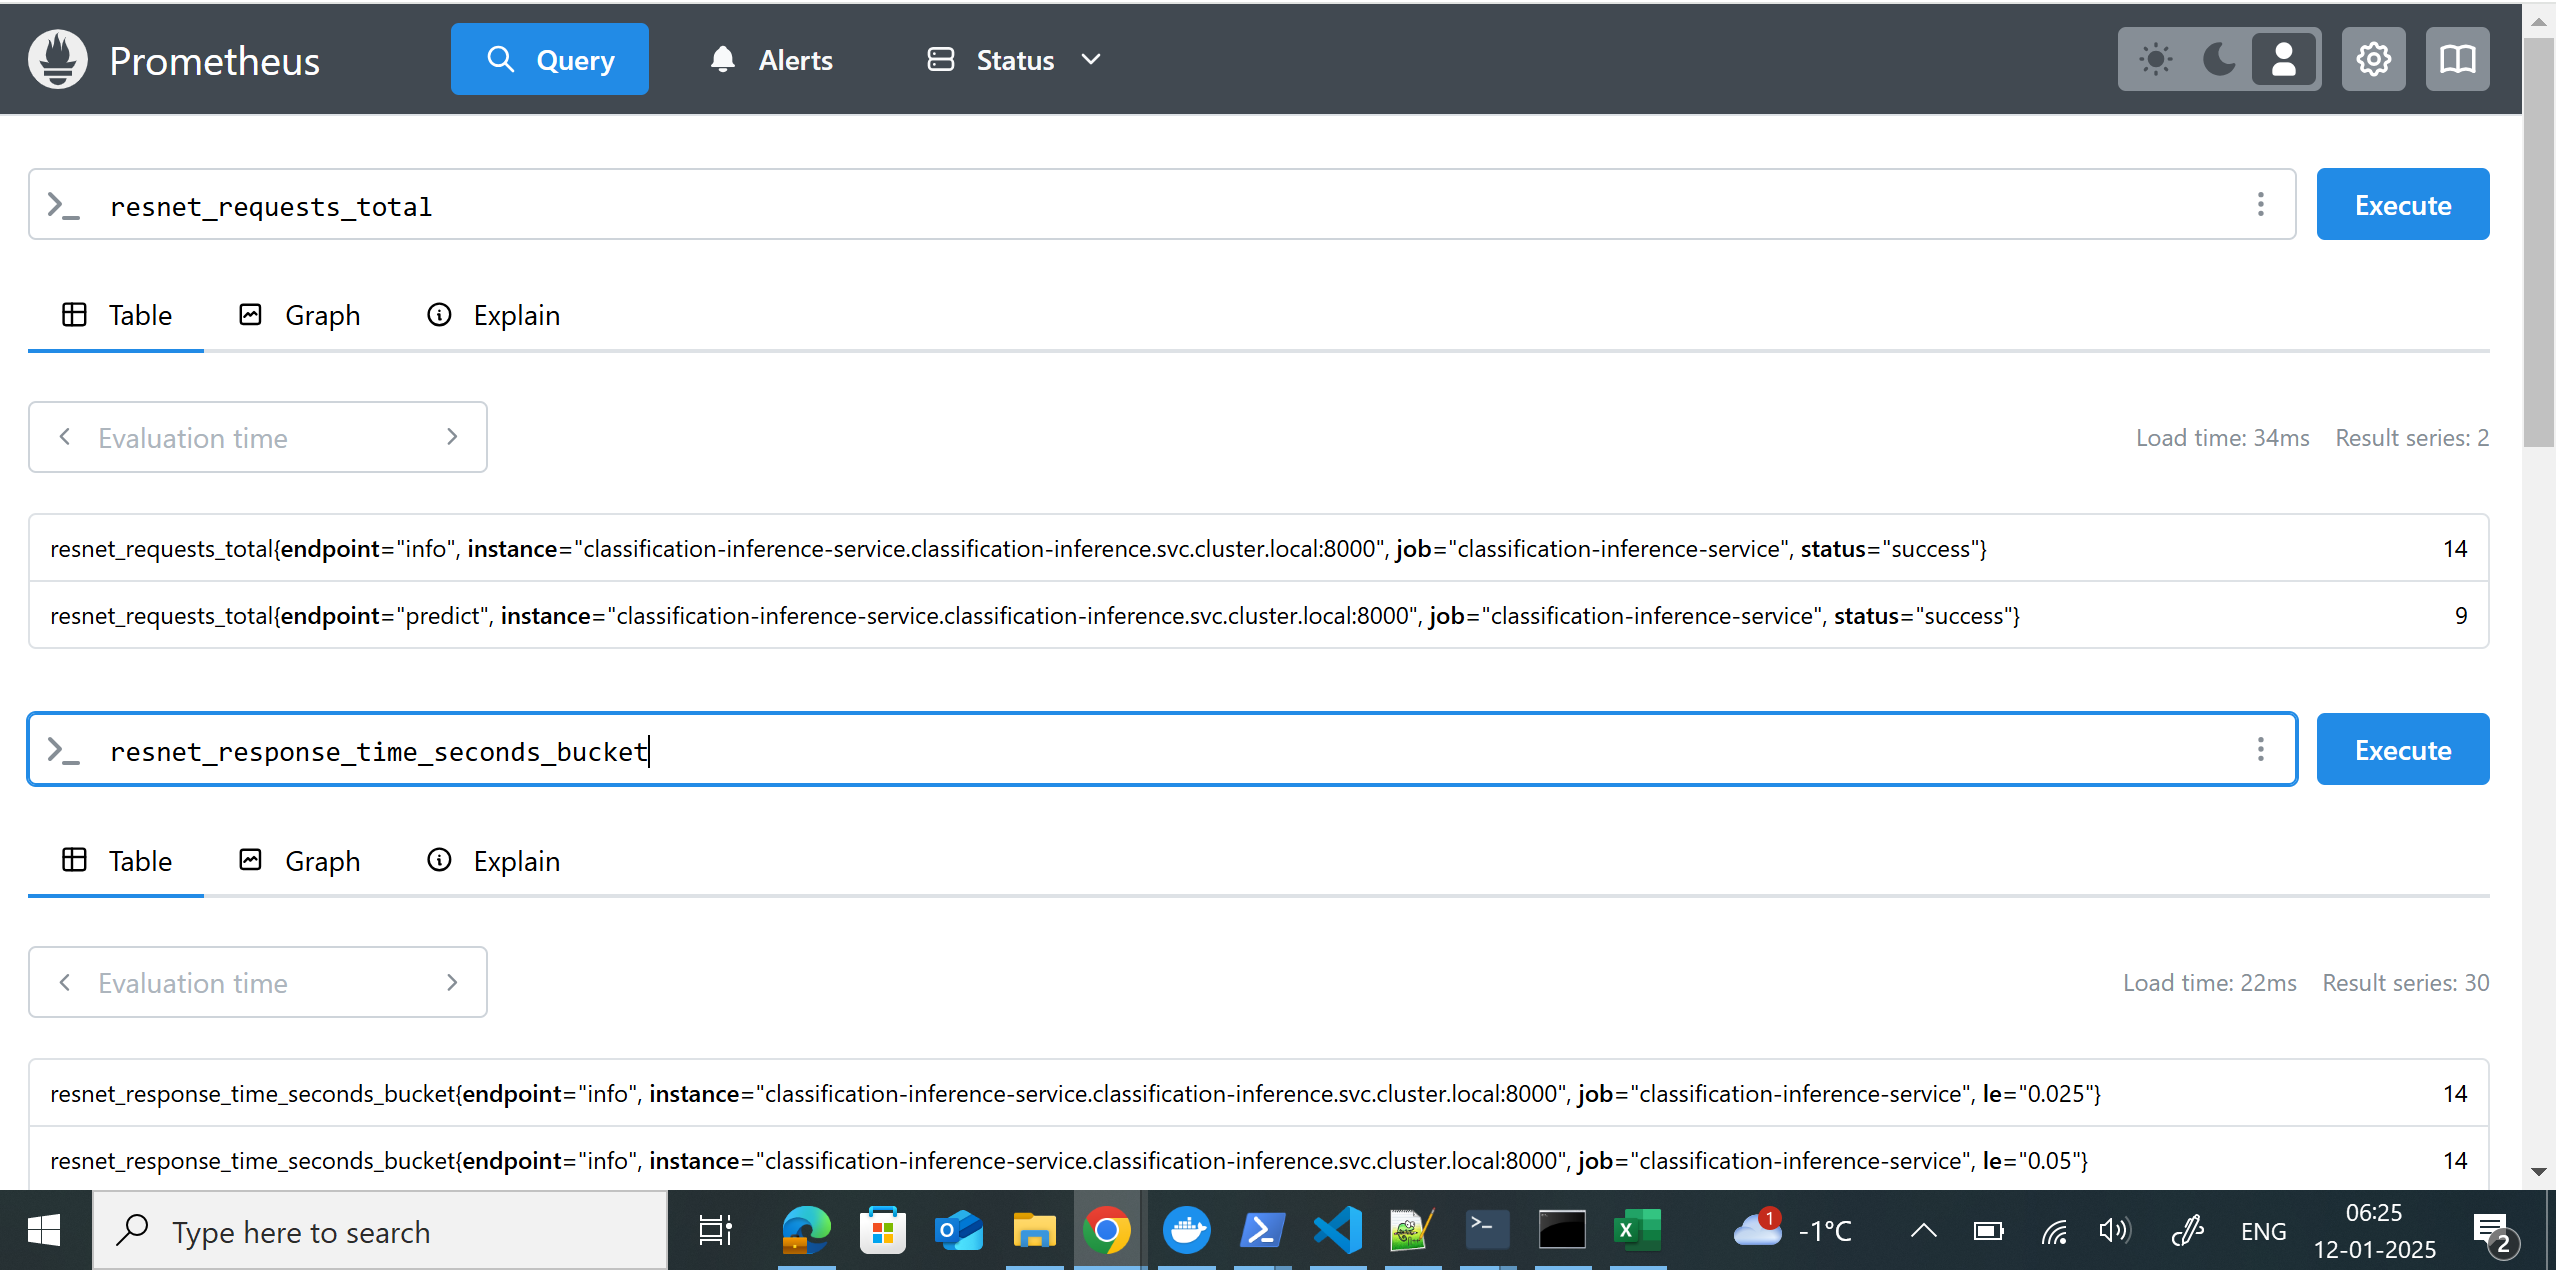 Prometheus Query Alerts Status
>_ resnet_requests_total Execute
Table Graph Explain
Evaluation time Load time: 34ms Result series: 2
resnet_requests_total{endpoint="info", instance="classification-inference-service.classification-inference.svc.cluster.local:8000", job="classification-inference-service", status="success"} 14
resnet_requests_total{endpoint="predict", instance="classification-inference-service.classification-inference.svc.cluster.local:8000", job="classification-inference-service", status="success"} 9
>_ resnet_response_time_seconds_bucket Execute
Table Graph Explain
Evaluation time Load time: 22ms Result series: 30
resnet_response_time_seconds_bucket{endpoint="info", instance="classification-inference-service.classification-inference.svc.cluster.local:8000", job="classification-inference-service", le="0.025"} 14
resnet_response_time_seconds_bucket{endpoint="info", instance="classification-inference-service.classification-inference.svc.cluster.local:8000", job="classification-inference-service", le="0.05"} 14
Type here to search 1 -1°C ENG 06:25
12-01-2025 2